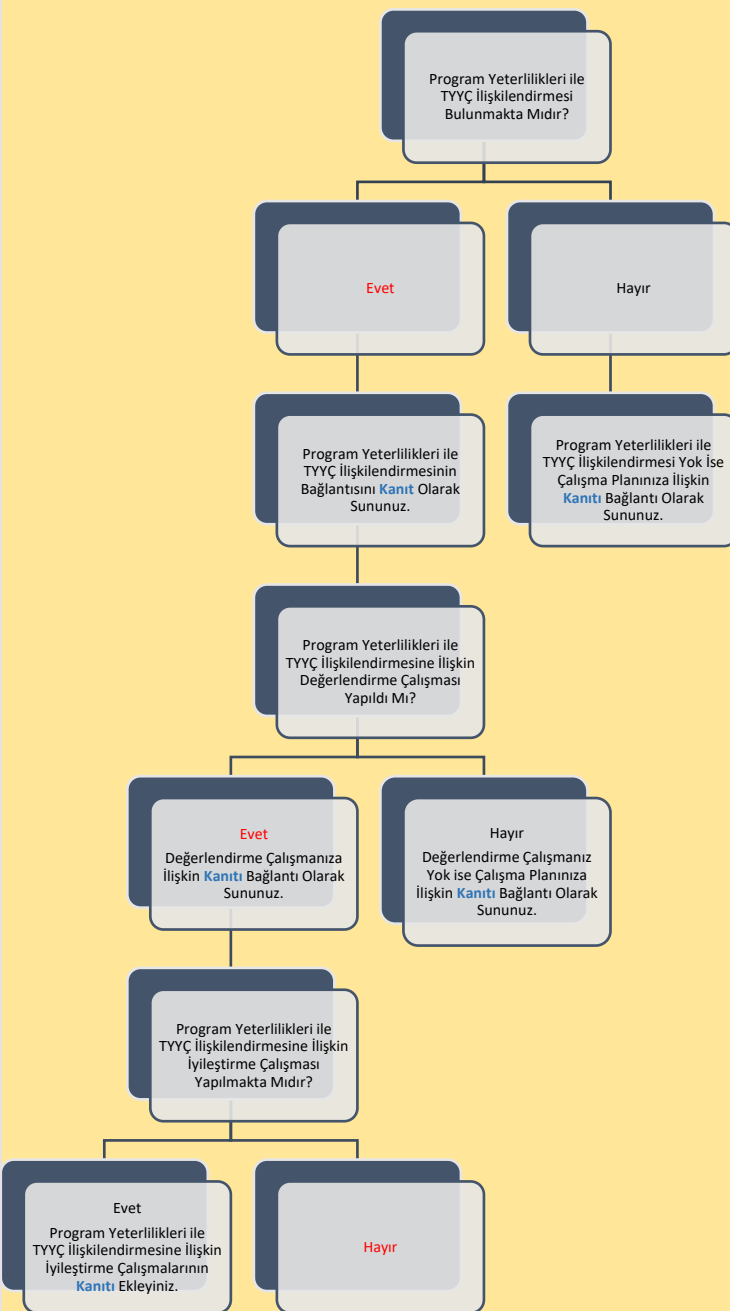 Program Yeterlilikleri ile
TYYÇ İlişkilendirmesi
Bulunmakta Mıdır?
Evet
Hayır
Program Yeterlilikleri ile
TYYÇ İlişkilendirmesinin
Bağlantısını Kanıt Olarak
Sununuz.
Program Yeterlilikleri ile
TYYÇ İlişkilendirmesi Yok İse
Çalışma Planınıza İlişkin
Kanıtı Bağlantı Olarak
Sununuz.
Program Yeterlilikleri ile
TYYÇ İlişkilendirmesine İlişkin
Değerlendirme Çalışması
Yapıldı Mı?
Evet
Değerlendirme Çalışmanıza
İlişkin Kanıtı Bağlantı Olarak
Sununuz.
Hayır
Değerlendirme Çalışmanız
Yok ise Çalışma Planınıza
İlişkin Kanıtı Bağlantı Olarak
Sununuz.
Program Yeterlilikleri ile
TYYÇ İlişkilendirmesine İlişkin
İyileştirme Çalışması
Yapılmakta Mıdır?
Evet
Program Yeterlilikleri ile
TYYÇ İlişkilendirmesine İlişkin
İyileştirme Çalışmalarının
Kanıtı Ekleyiniz.
Hayır